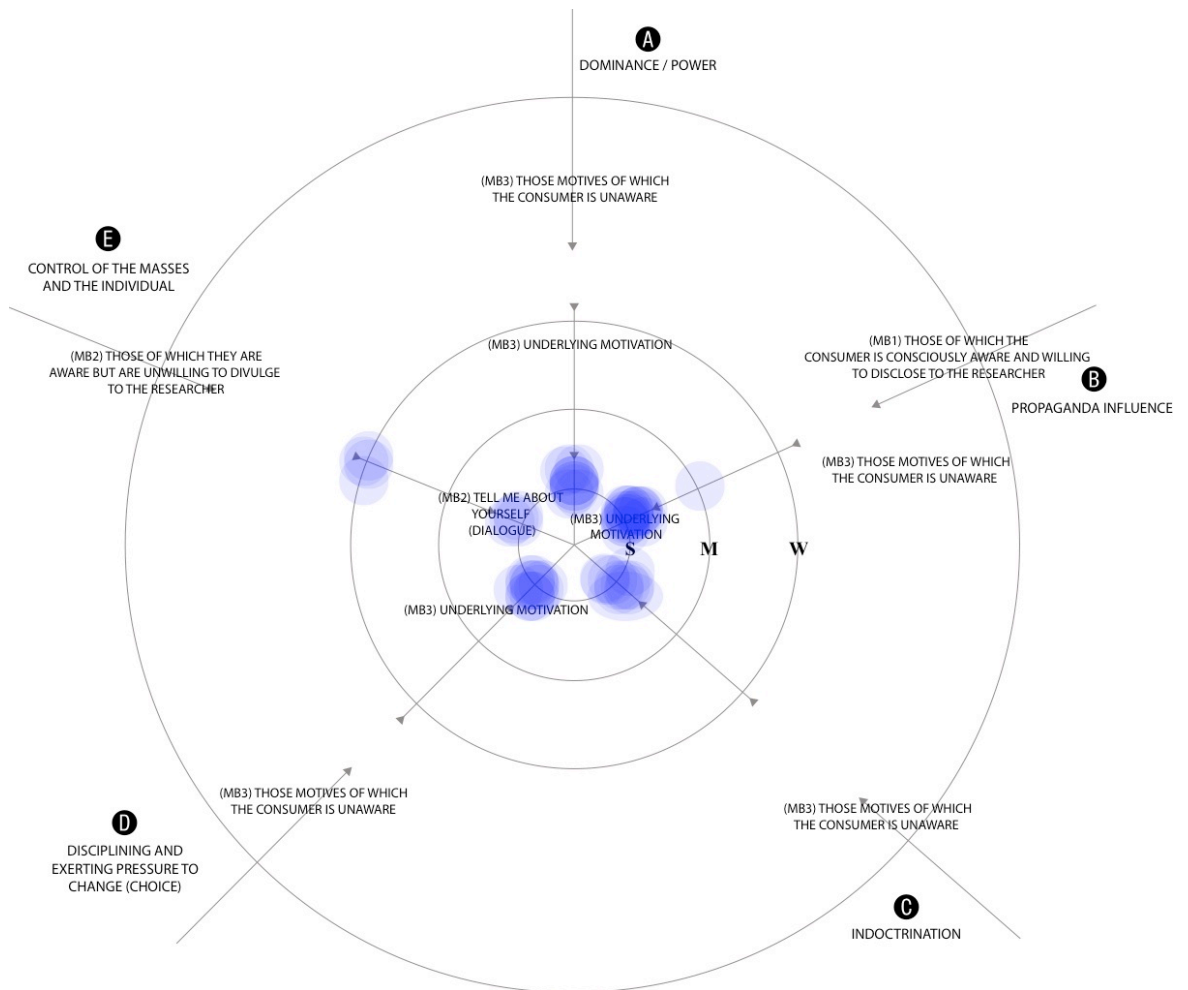 A
DOMINANCE / POWER
(MB3) THOSE MOTIVES OF WHICH
THE CONSUMER IS UNAWARE
E
CONTROL OF THE MASSES
AND THE INDIVIDUAL
(MB2) THOSE OF WHICH THEY ARE
AWARE BUT ARE UNWILLING TO DIVULGE
TO THE RESEARCHER
(MB3) UNDERLYING MOTIVATION
(MB1) THOSE OF WHICH THE
CONSUMER IS CONSCIOUSLY AWARE AND WILLING
TO DISCLOSE TO THE RESEARCHER
B
PROPAGANDA INFLUENCE
(MB3) THOSE MOTIVES OF WHICH
THE CONSUMER IS UNAWARE
(MB2) TELL ME ABOUT
YOURSELF
(DIALOGUE)
(MB3) UNDERLYING
MOTIVATION
S M W
(MB3) UNDERLYING MOTIVATION
(MB3) THOSE MOTIVES OF WHICH
THE CONSUMER IS UNAWARE
D
DISCIPLINING AND
EXERTING PRESSURE TO
CHANGE (CHOICE)
(MB3) THOSE MOTIVES OF WHICH
THE CONSUMER IS UNAWARE
C
INDOCTRINATION